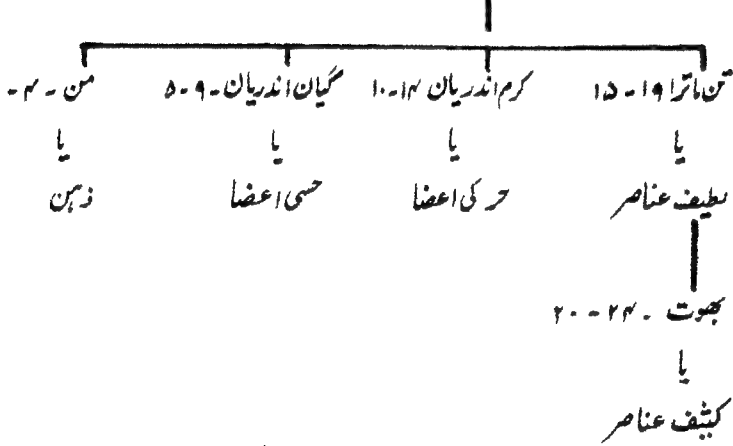 تن ماترا ۱۹-۱۵ کرم اندریان ۱۴-۱۰ گیان اندریان-۹-۵ من-۴-
یا یا یا یا
لطیف عناصر حرکی اعضا حسی اعضا ذہن
بھوت-۲۴-۲۰
یا
کثیف عناصر